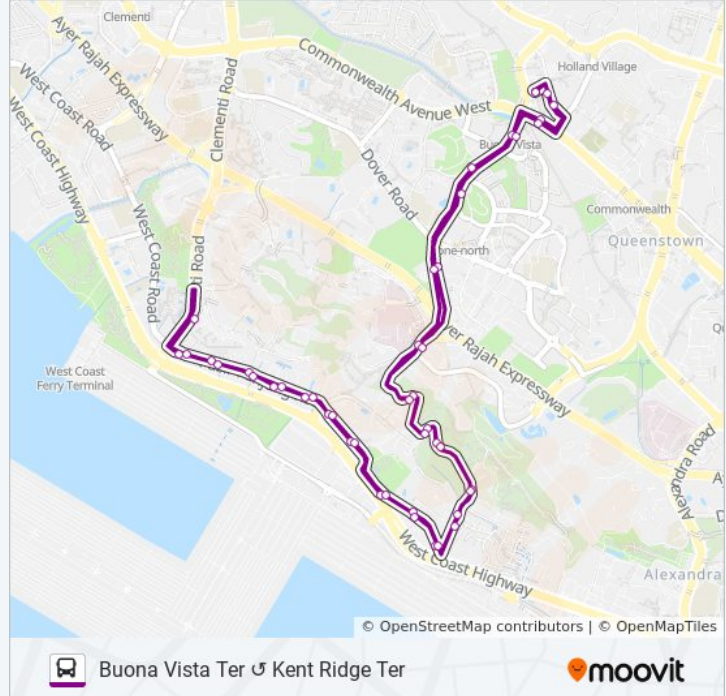 Clementi
Ayer Rajah Expressway
Commonwealth Avenue West
Holland Village
West Coast Road
Clementi Road
West Coast Highway
Dover Road
Buona Vista
Commonwealth
Queenstown
West Coast Road
one-north
Ayer Rajah Expressway
West Coast
Ferry Terminal
Alexandra Road
West Coast Highway
Alexandra
© OpenStreetMap contributors | © OpenMapTiles
Buona Vista Ter ↺ Kent Ridge Ter
moovit